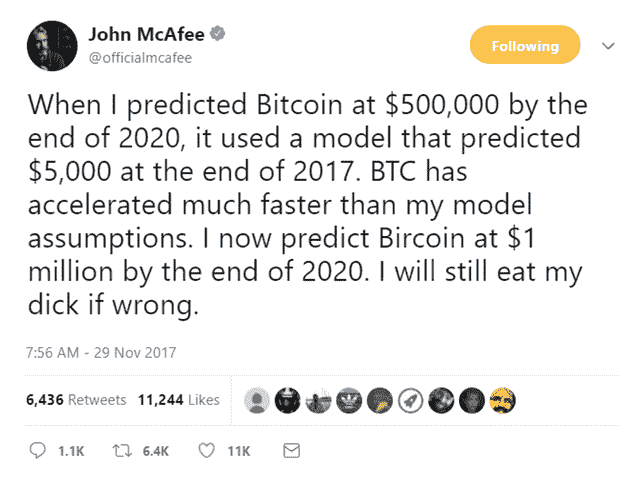 John McAfee
@officialmcafee
Following
When I predicted Bitcoin at $500,000 by the
end of 2020, it used a model that predicted
$5,000 at the end of 2017. BTC has
accelerated much faster than my model
assumptions. I now predict Bircoin at $1
million by the end of 2020. I will still eat my
dick if wrong.
7:56 AM - 29 Nov 2017
6,436 Retweets 11,244 Likes
1.1K 6.4K 11K